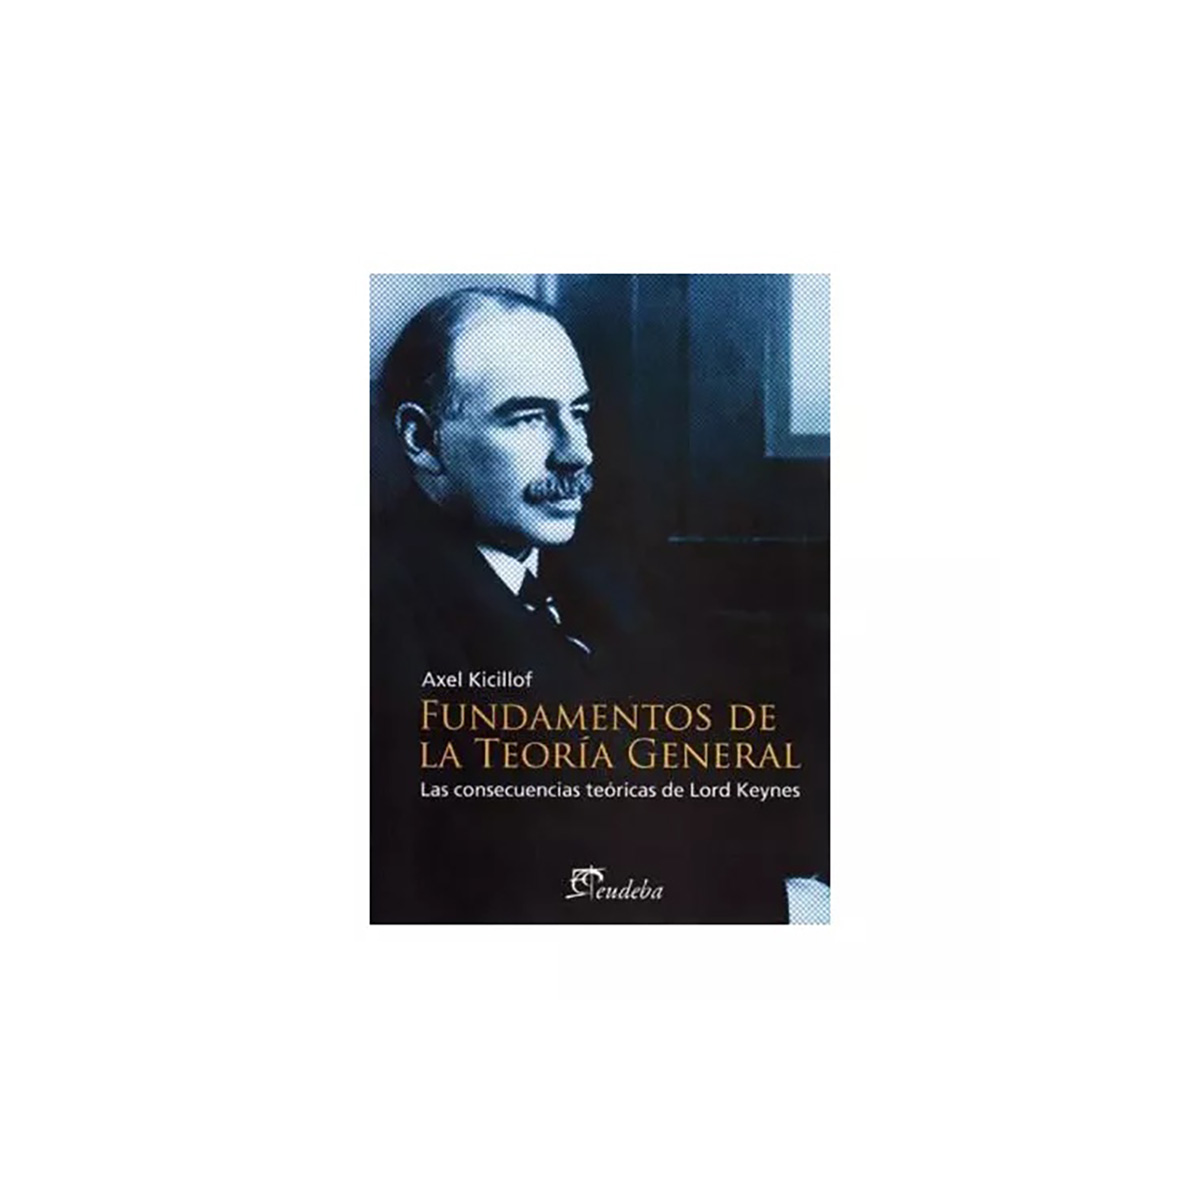 Axel Kicillof
FUNDAMENTOS DE
LA TEORÍA GENERAL
Las consecuencias teóricas de Lord Keynes
eudeba